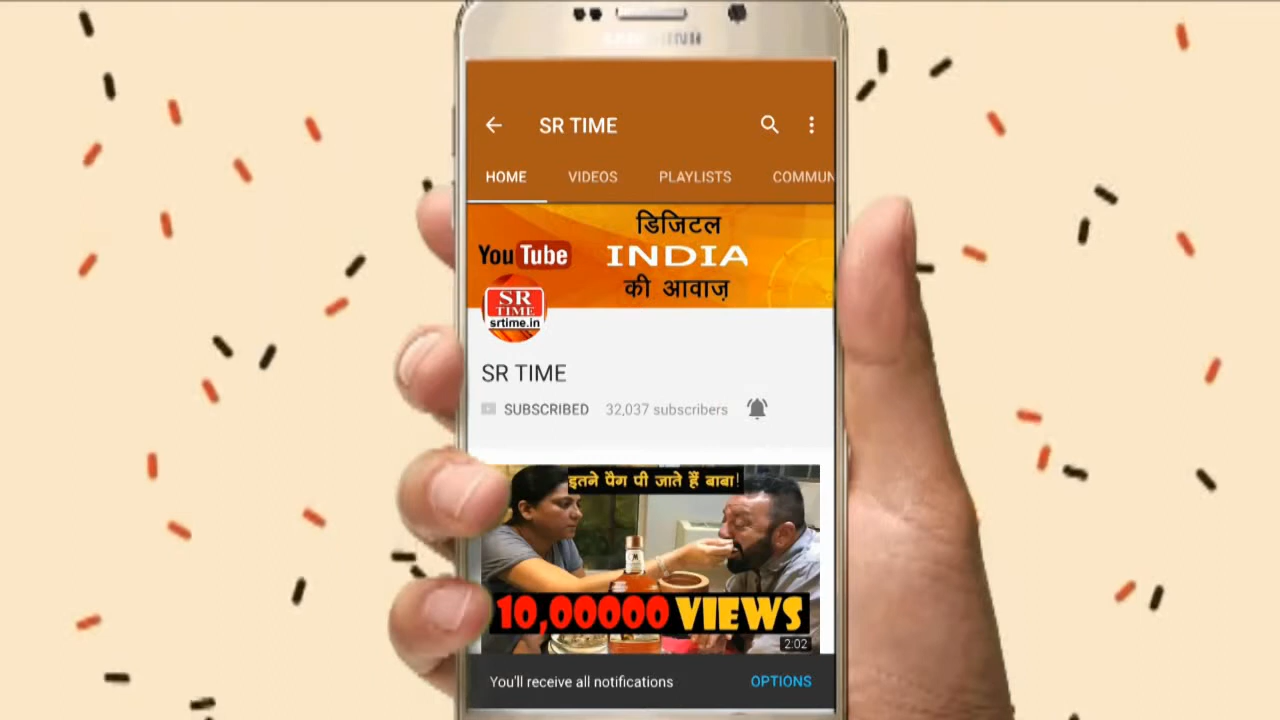 SR TIME
HOME VIDEOS PLAYLISTS COMMUN
डिजिटल
YouTube
INDIA
की आवाज़
SR
TIME
srtime.in
SR TIME
SUBSCRIBED 32,037 subscribers
इतने पैग पी जाते हैं बाबा!
10,00000 VIEWS
2:02
You'll receive all notifications OPTIONS